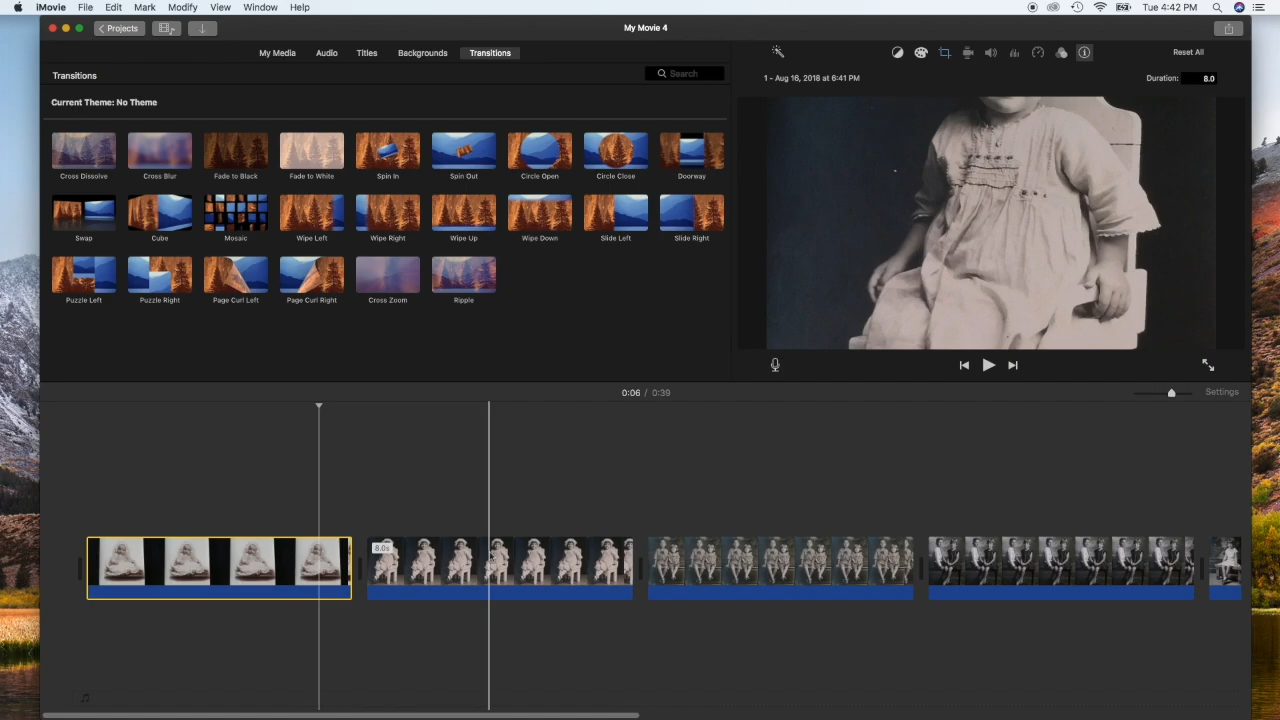 iMovie File Edit Mark Modify View Window Help Tue 4:42 PM
Projects My Movie 4
My Media Audio Titles Backgrounds Transitions Reset All
Transitions Search 1 - Aug 16, 2018 at 6:41 PM Duration: 8.0
Current Theme: No Theme
Cross Dissolve Cross Blur Fade to Black Fade to White Spin In Spin Out Circle Open Circle Close Doorway
Swap Cube Mosaic Wipe Left Wipe Right Wipe Up Wipe Down Slide Left Slide Right
Puzzle Left Puzzle Right Page Curl Left Page Curl Right Cross Zoom Ripple
0:06 / 0:39 Settings
8.0s